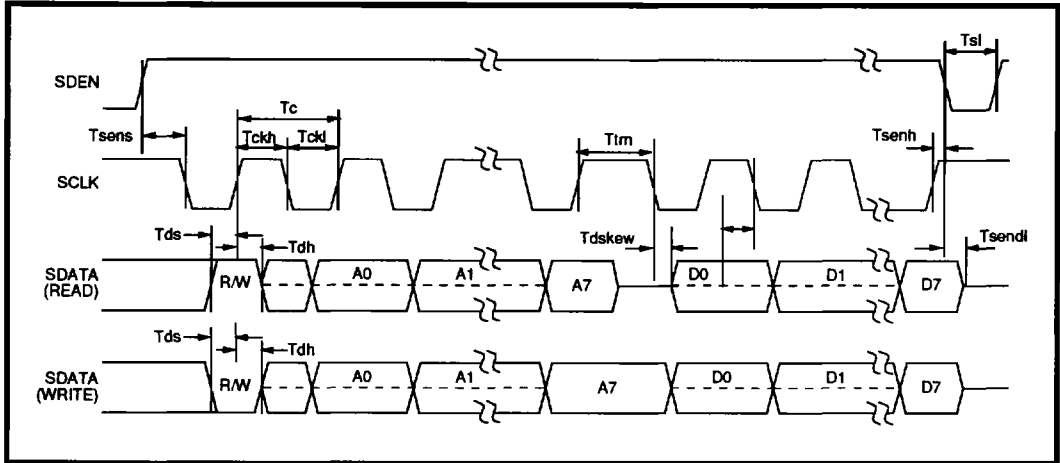 SDEN
Tsl
Tsens
Tc
Tckh
Tckl
Ttrn
Tsenh
SCLK
Tds
Tdh
Tdskew
Tsendl
SDATA
(READ)
R/W
A0
A1
A7
D0
D1
D7
Tds
Tdh
SDATA
(WRITE)
R/W
A0
A1
A7
D0
D1
D7